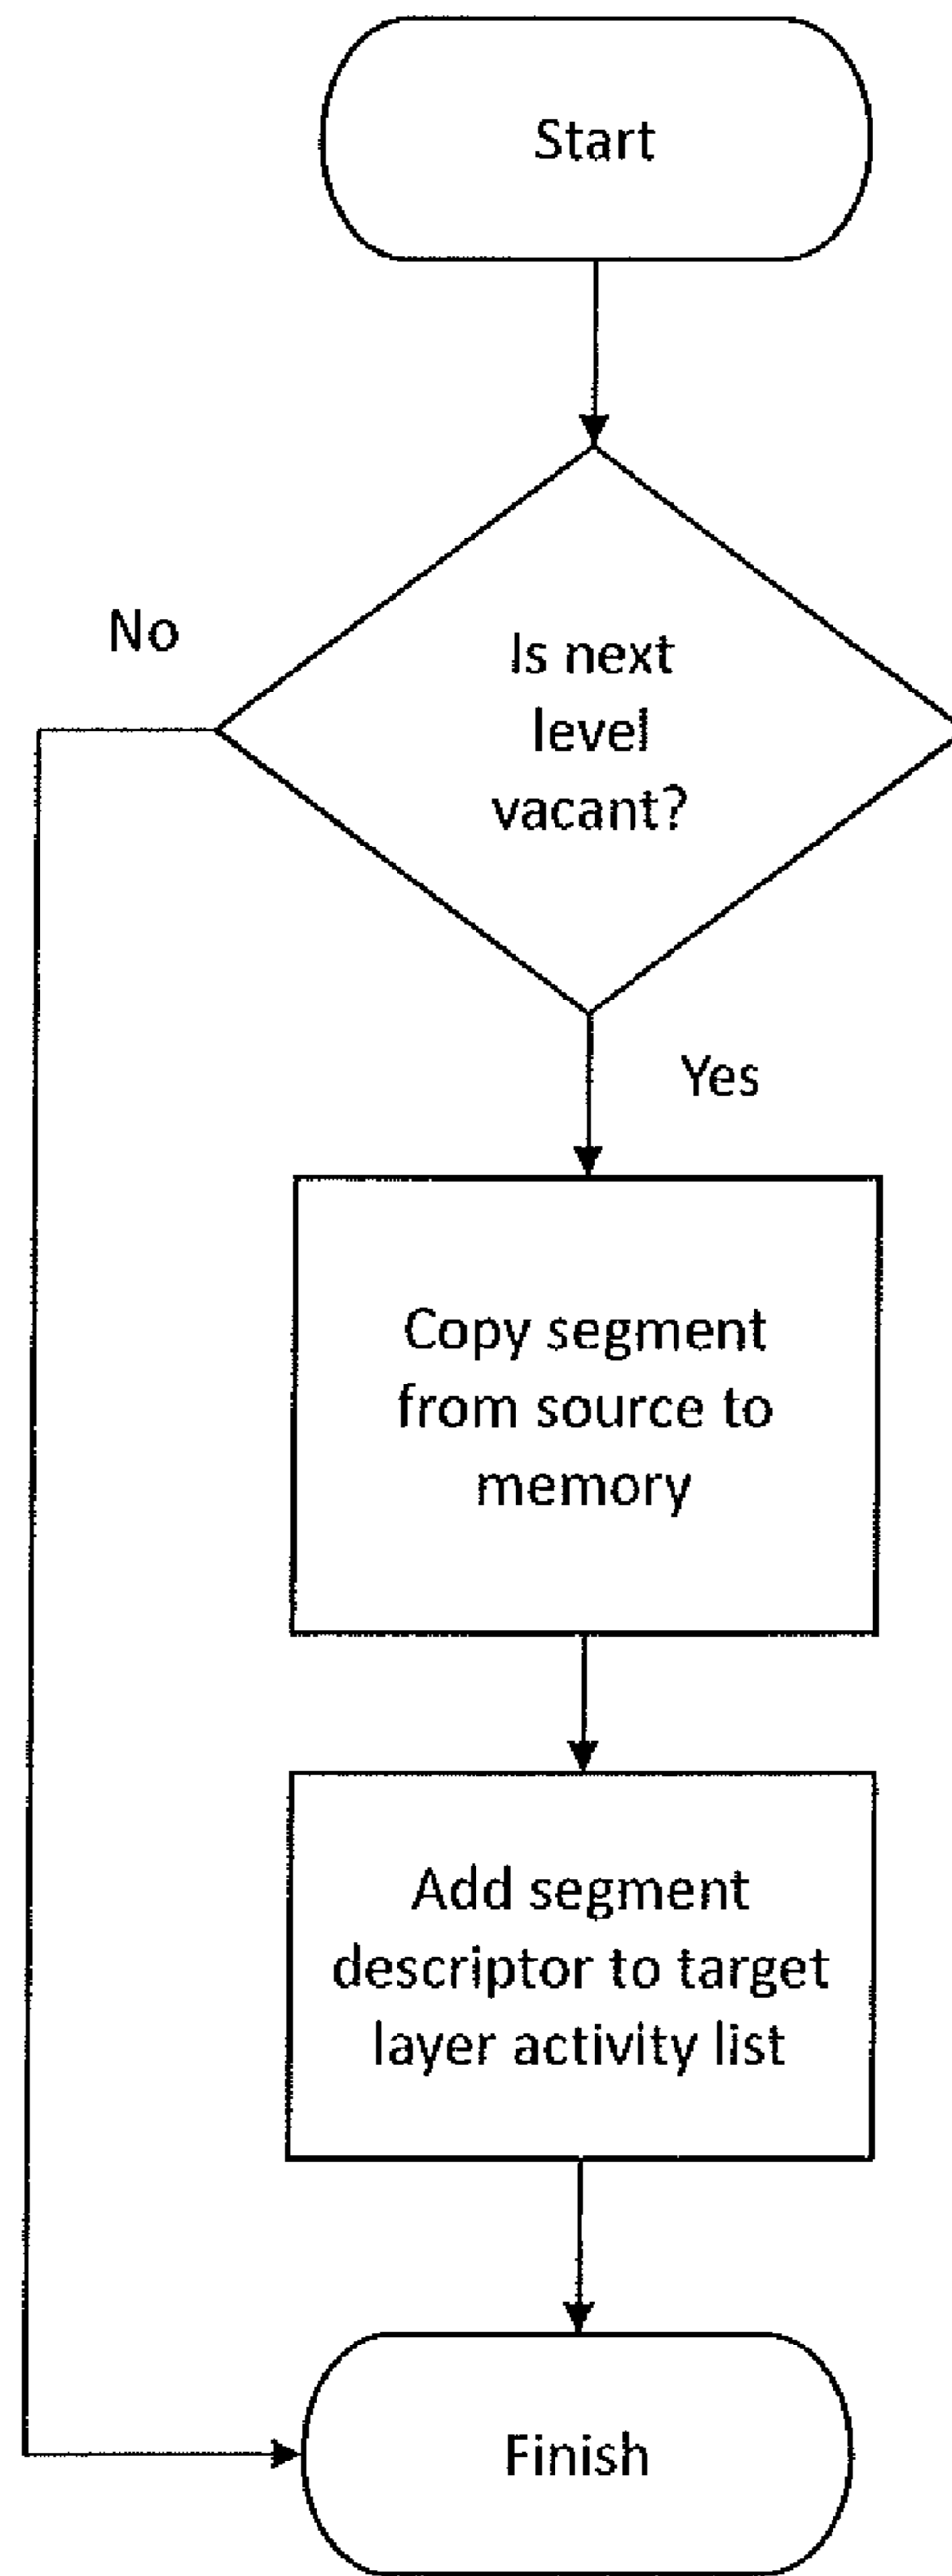 Start
No
Is next
level
vacant?
Yes
Copy segment
from source to
memory
Add segment
descriptor to target
layer activity list
Finish